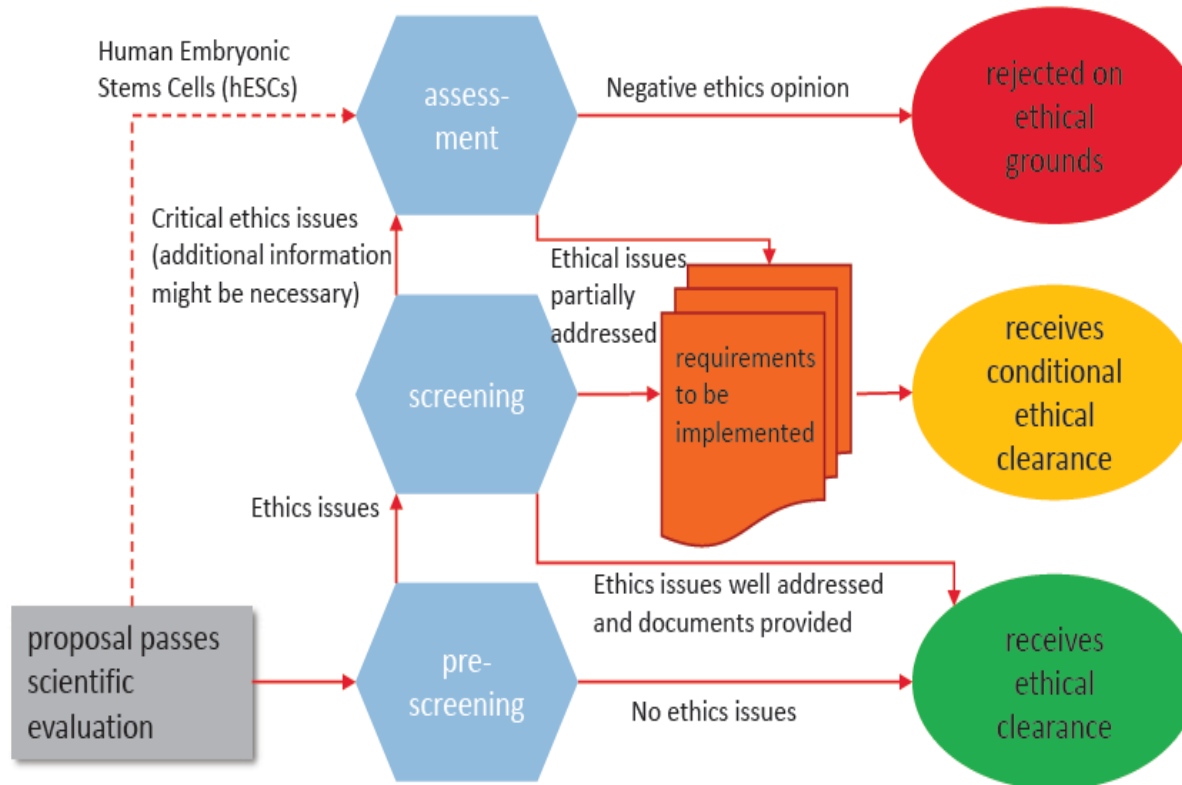 Human Embryonic
Stems Cells (hESCs)
assess-
ment
Negative ethics opinion
rejected on
ethical
grounds
Critical ethics issues
(additional information
might be necessary)
Ethical issues
partially
addressed
screening
requirements
to be
implemented
receives
conditional
ethical
clearance
Ethics issues
Ethics issues well addressed
and documents provided
proposal passes
scientific
evaluation
pre-
screening
No ethics issues
receives
ethical
clearance